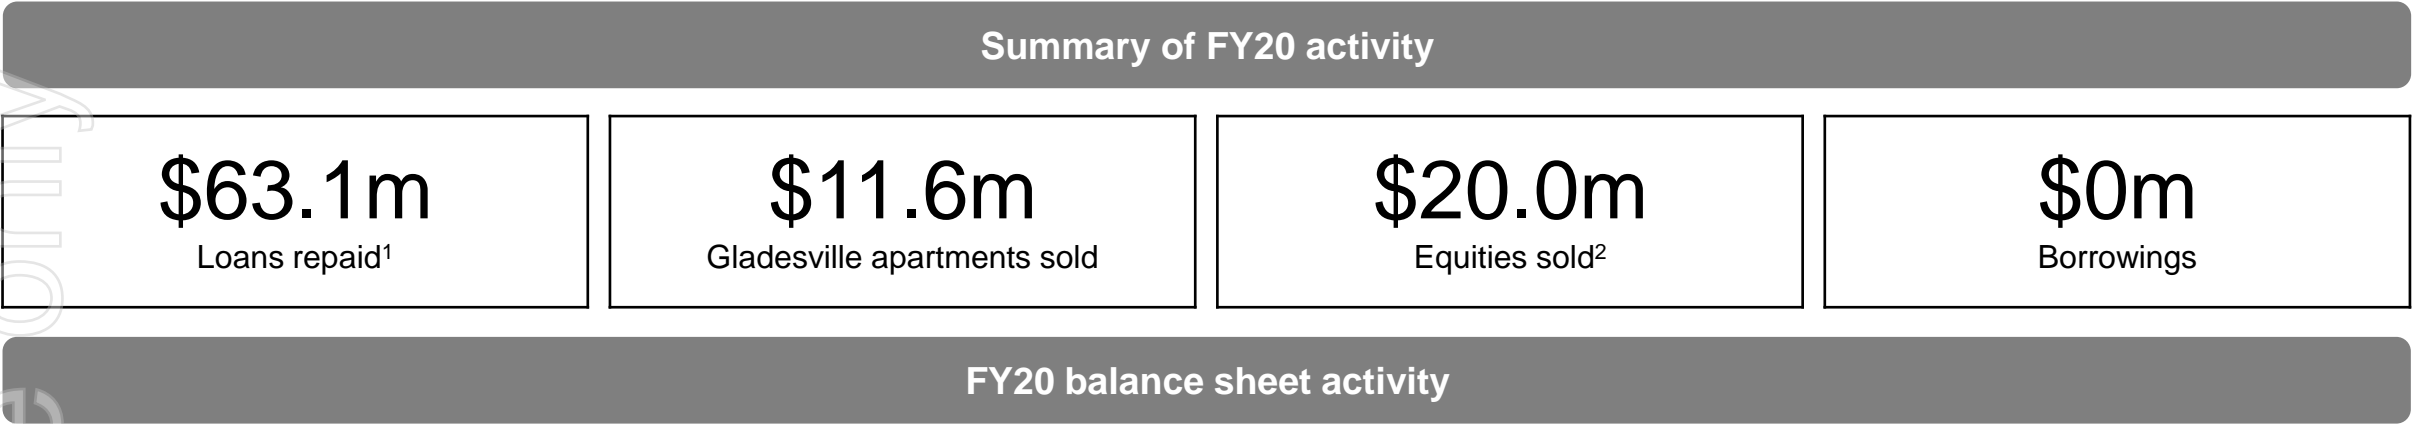 Summary of FY20 activity
$63.1m
Loans repaid¹
$11.6m
Gladesville apartments sold
$20.0m
Equities sold²
$0m
Borrowings
FY20 balance sheet activity
only